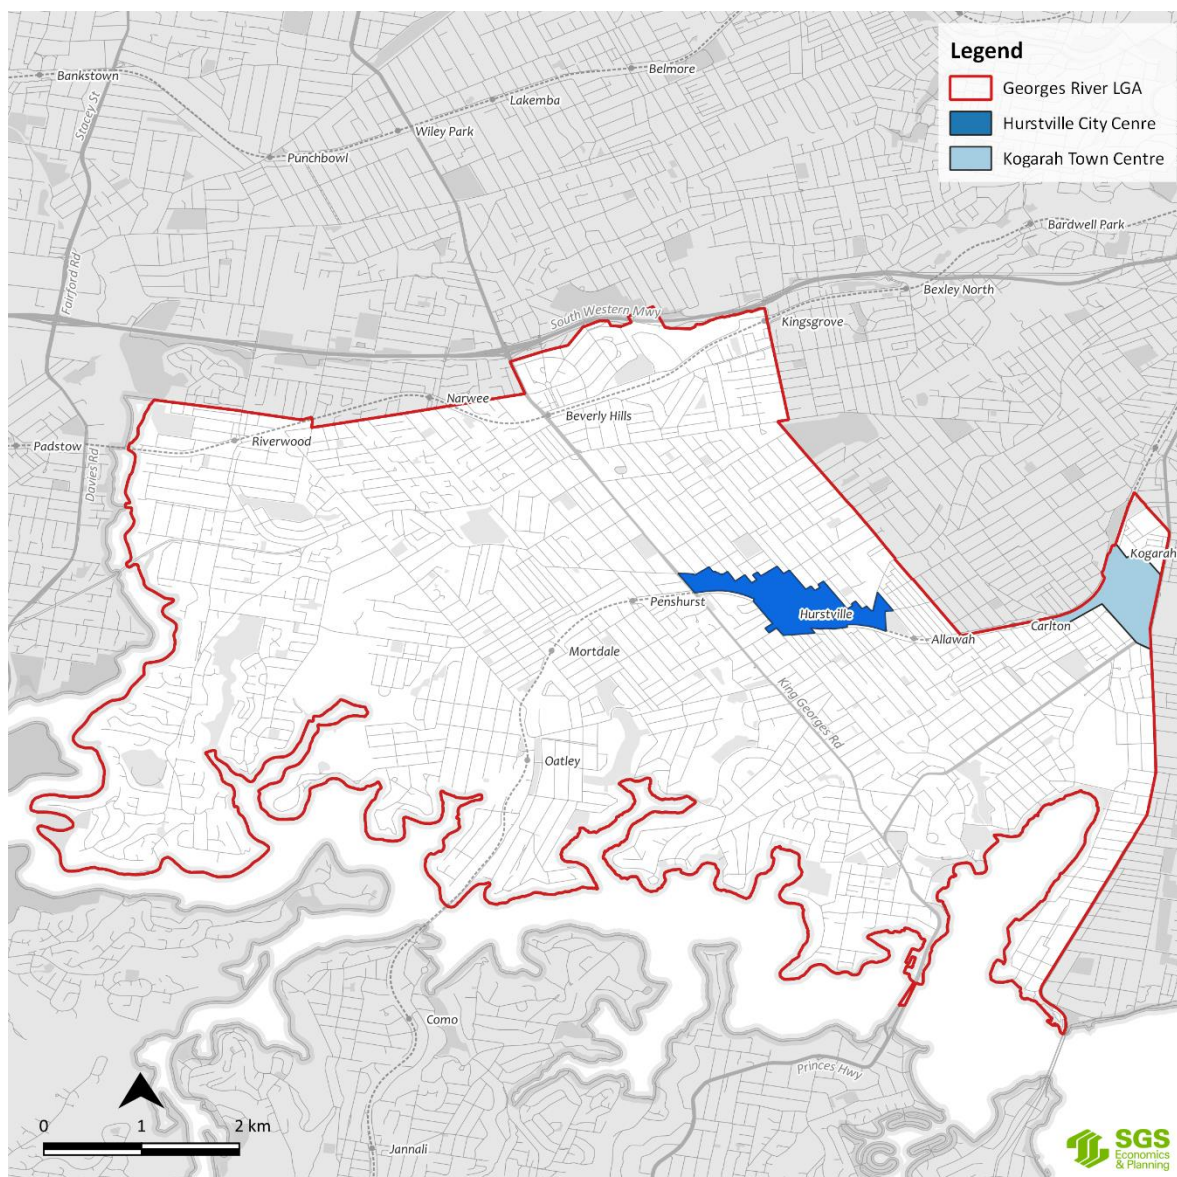 Legend
Georges River LGA
Hurstville City Cenre
Kogarah Town Centre
Belmore
Bankstown
Lakemba
Stacey St
Wiley Park
Punchbowl
Bardwell Park
Fairford Rd
Bexley North
South Western Mwy
Kingsgrove
Narwee
Beverly Hills
Riverwood
Padstow
Davies Rd
Kogarah
Penshurst
Hurstville
Carlton
Allawah
Mortdale
King Georges Rd
Oatley
Como
Princes Hwy
0 1 2 km
Jannali
SGS
Economics
& Planning